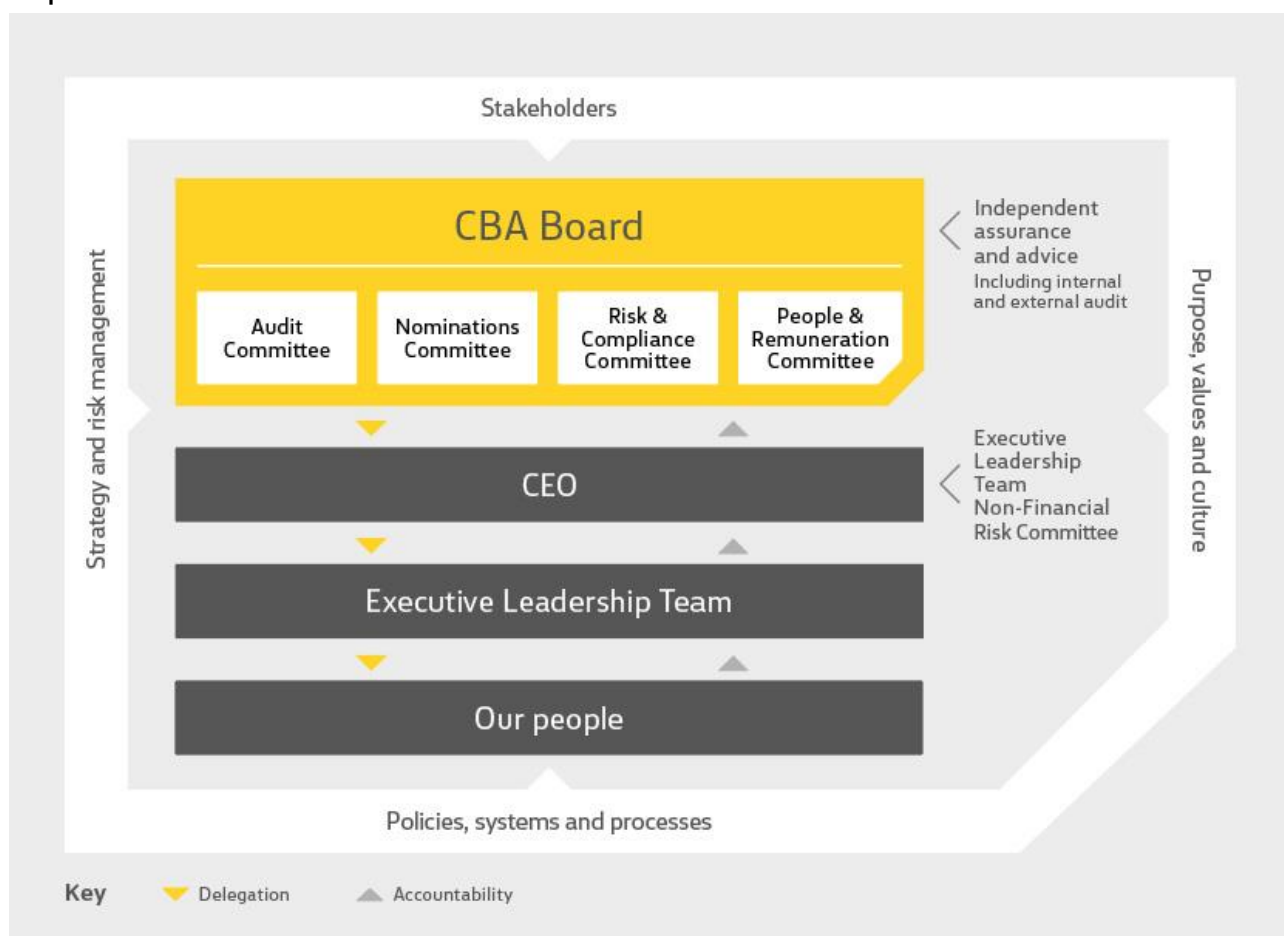 Stakeholders
CBA Board
Audit
Committee
Nominations
Committee
Risk &
Compliance
Committee
People &
Remuneration
Committee
Independent
assurance
and advice
Including internal
and external audit
Strategy and risk management
Purpose, values and culture
CEO
Executive
Leadership
Team
Non-Financial
Risk Committee
Executive Leadership Team
Our people
Policies, systems and processes
Key
Delegation
Accountability